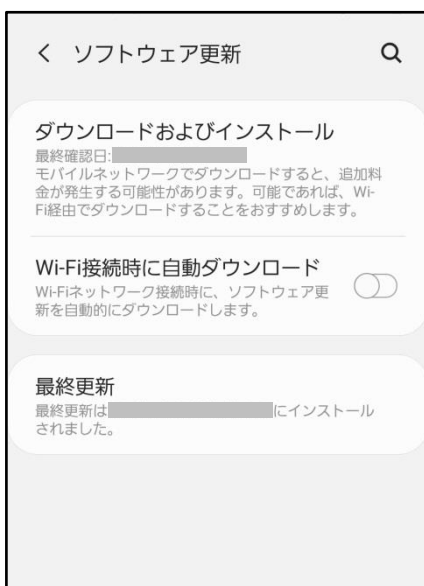 ソフトウェア更新
ダウンロードおよびインストール
最終確認日:
モバイルネットワークでダウンロードすると、追加料
金が発生する可能性があります。可能であれば、Wi-
Fi経由でダウンロードすることをおすすめします。
Wi-Fi接続時に自動ダウンロード
Wi-Fiネットワーク接続時に、ソフトウェア更
新を自動的にダウンロードします。
最終更新
最終更新は にインストール
されました。